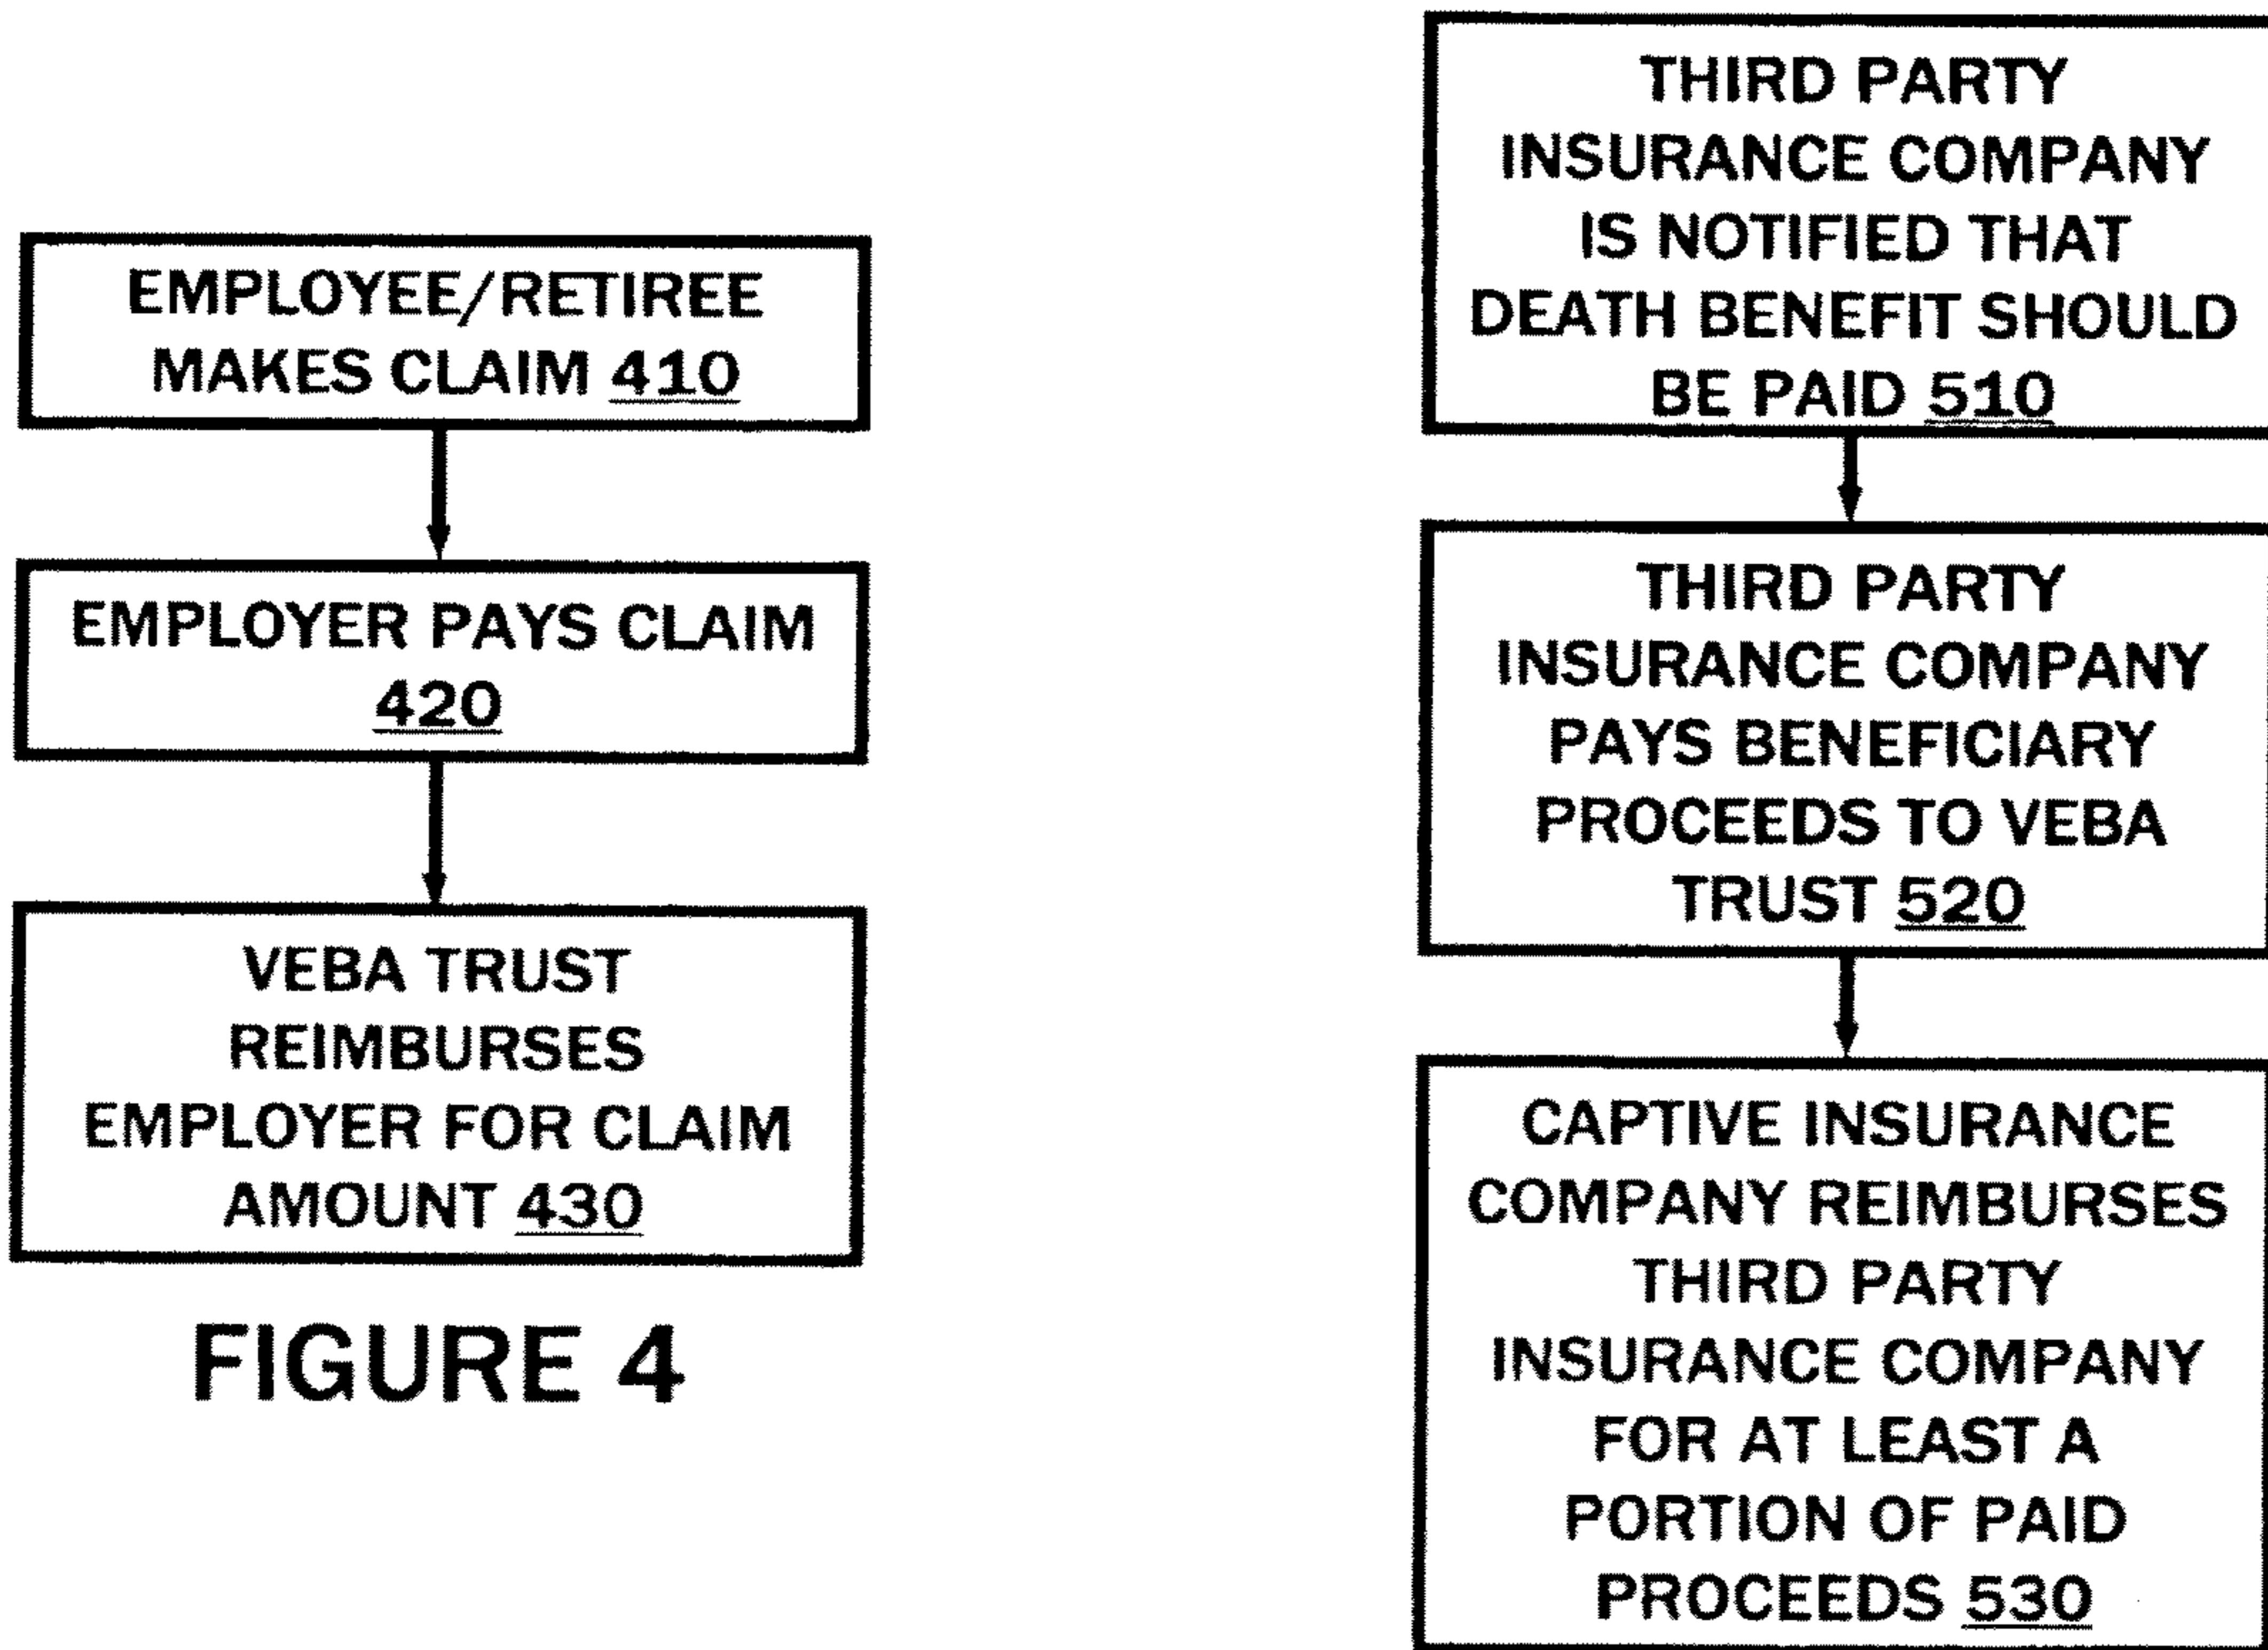 EMPLOYEE/RETIREE
MAKES CLAIM 410
EMPLOYER PAYS CLAIM
420
VEBA TRUST
REIMBURSES
EMPLOYER FOR CLAIM
AMOUNT 430
FIGURE 4
THIRD PARTY
INSURANCE COMPANY
IS NOTIFIED THAT
DEATH BENEFIT SHOULD
BE PAID 510
THIRD PARTY
INSURANCE COMPANY
PAYS BENEFICIARY
PROCEEDS TO VEBA
TRUST 520
CAPTIVE INSURANCE
COMPANY REIMBURSES
THIRD PARTY
INSURANCE COMPANY
FOR AT LEAST A
PORTION OF PAID
PROCEEDS 530